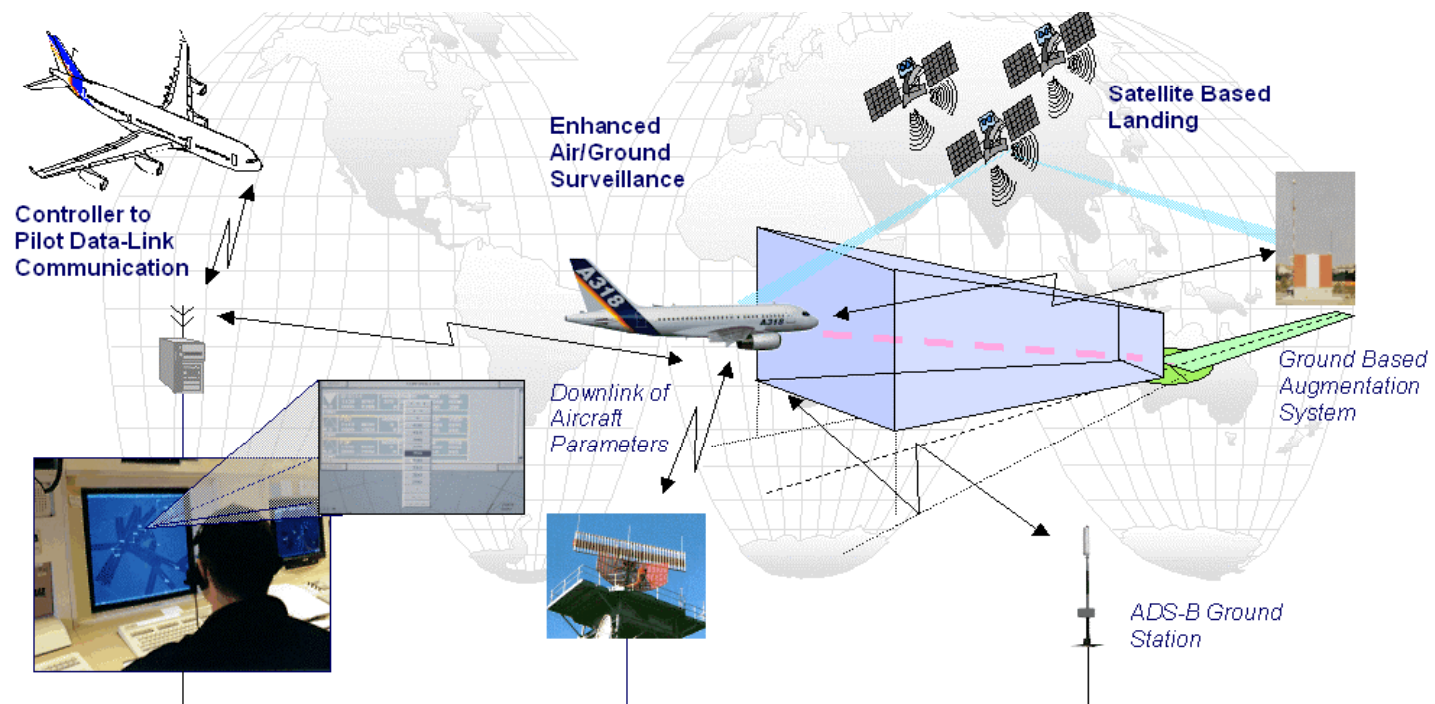 Satellite Based
Landing
Enhanced
Air/Ground
Surveillance
Controller to
Pilot Data-Link
Communication
A318
A318
Ground Based
Augmentation
System
Downlink of
Aircraft
Parameters
ADS-B Ground
Station